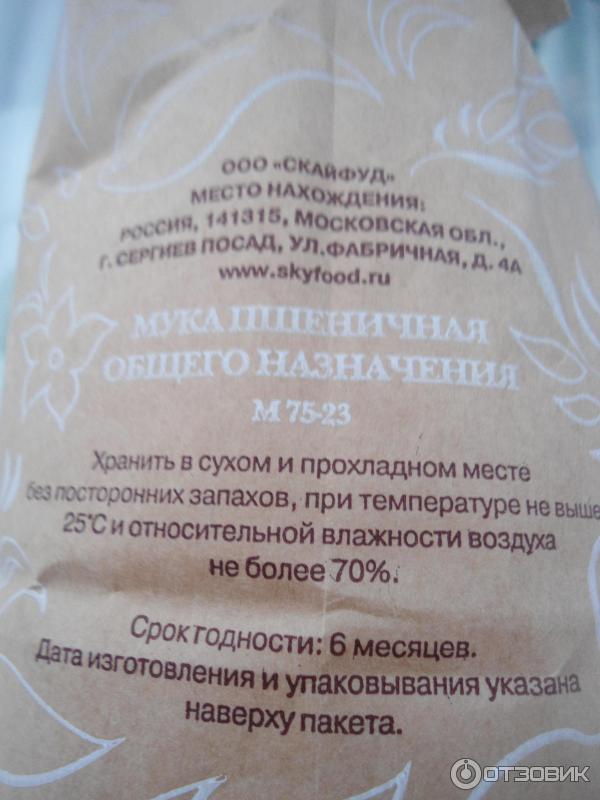 ООО «СКАЙФУД»
МЕСТО НАХОЖДЕНИЯ:
РОССИЯ, 141315, МОСКОВСКАЯ ОБЛ.,
Г. СЕРГИЕВ ПОСАД, УЛ.ФАБРИЧНАЯ, Д. 4А
www.skyfood.ru
МУКА ПШЕНИЧНАЯ
ОБЩЕГО НАЗНАЧЕНИЯ
М 75-23
Хранить в сухом и прохладном месте
без посторонних запахов, при температуре не выше
25°С и относительной влажности воздуха
не более 70%.
Срок годности: 6 месяцев.
Дата изготовления и упаковывания указана
наверху пакета.
ОТЗОВИК